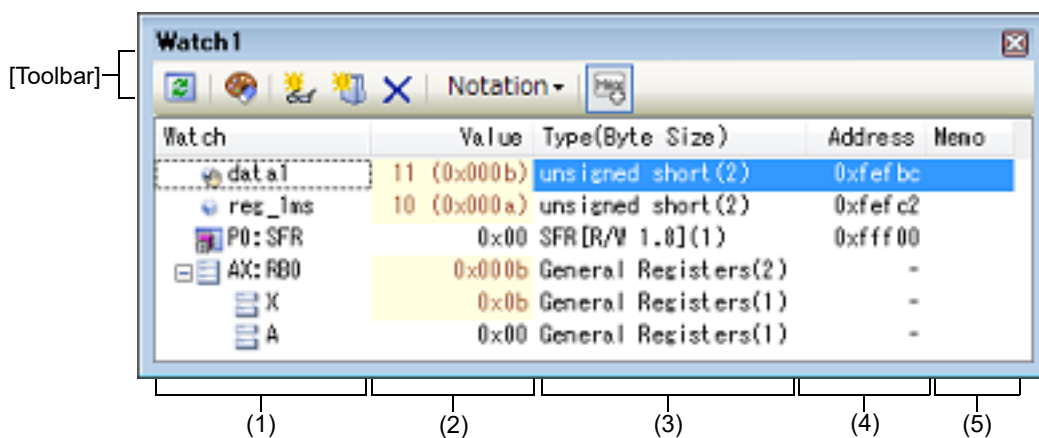 Watch1
[Toolbar]
Notation
Hex
Watch Value Type(Byte Size) Address Memo
data1 11 (0x000b) unsigned short(2) 0xfefbc
reg_1ms 10 (0x000a) unsigned short(2) 0xfefc2
P0:SFR 0x00 SFR[R/W 1.8](1) 0xfff00
AX:RB0 0x000b General Registers(2) -
X 0x0b General Registers(1) -
A 0x00 General Registers(1) -
(1) (2) (3) (4) (5)